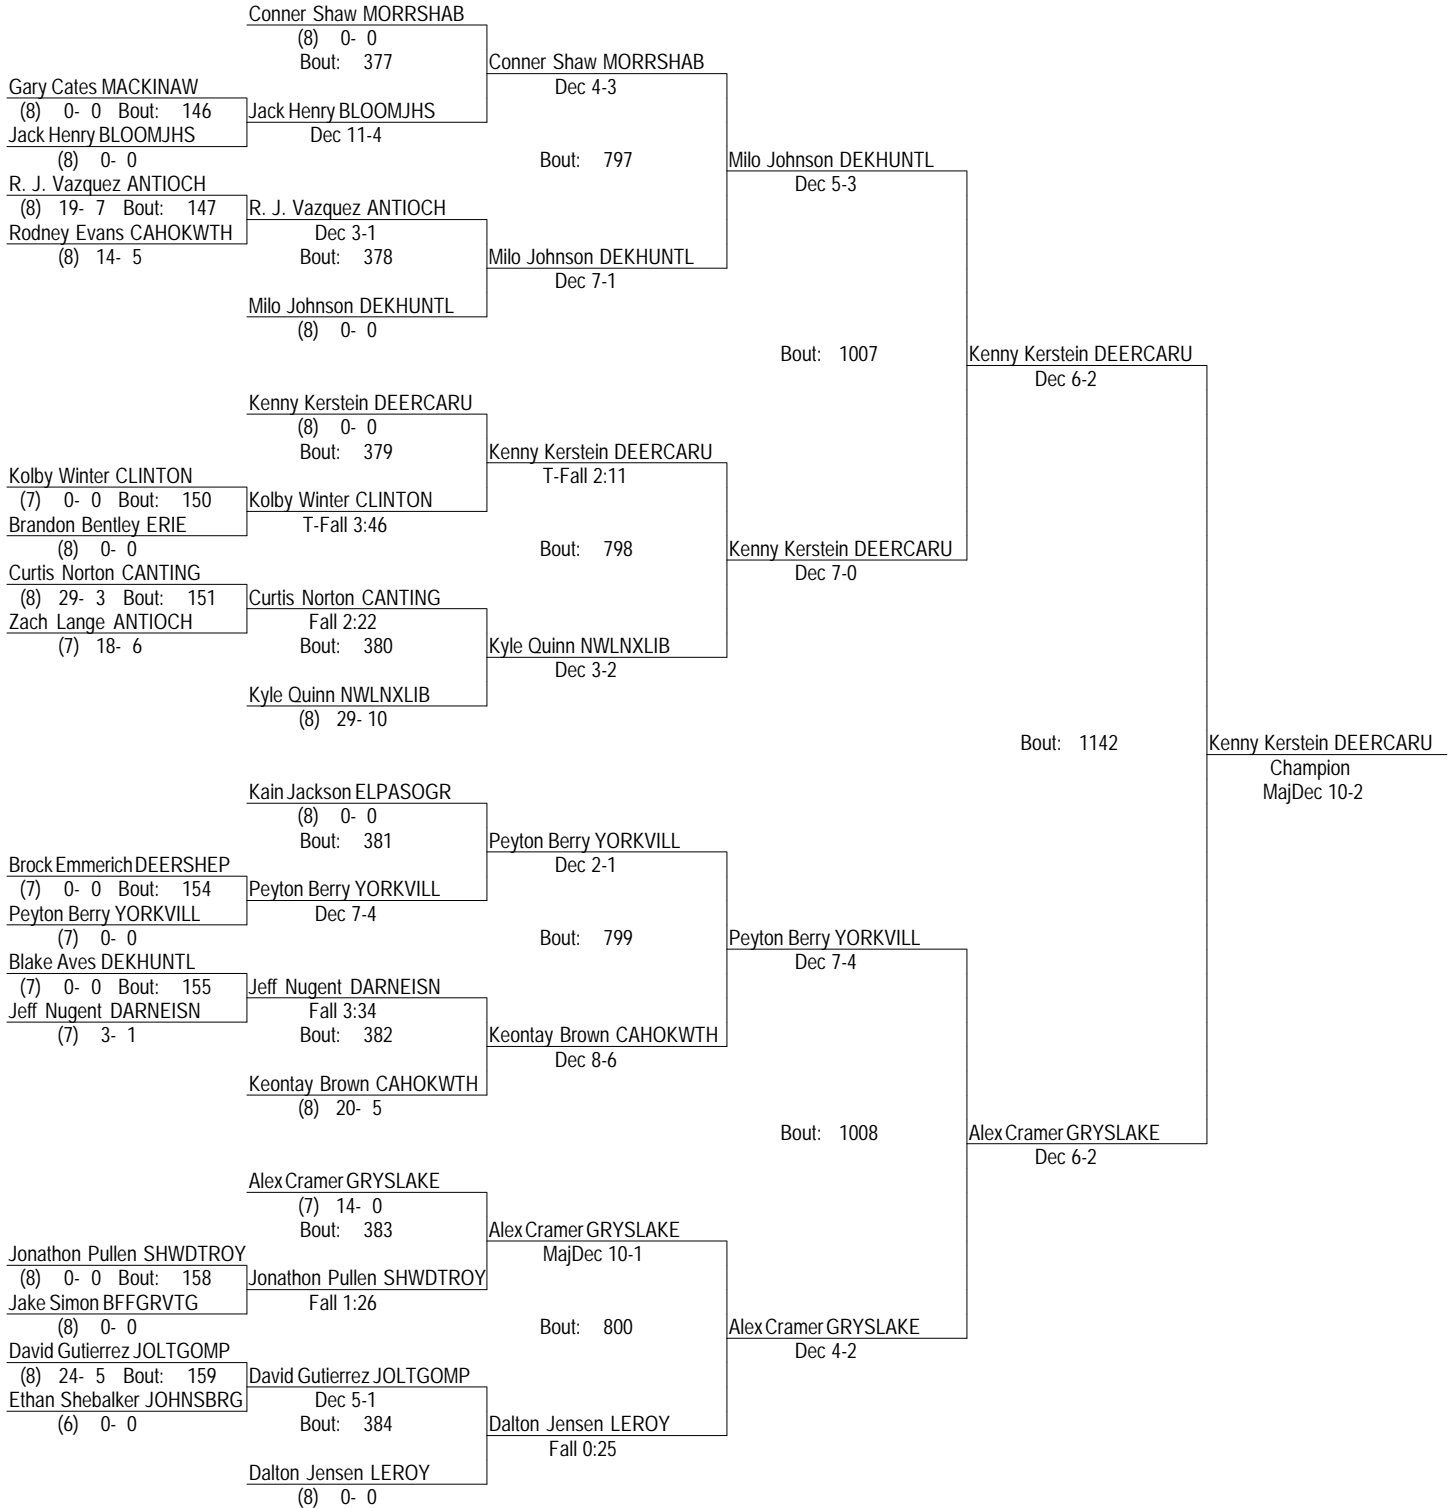 Conner Shaw MORRSHAB
(8) 0- 0
Bout: 377
Conner Shaw MORRSHAB
Dec 4-3
Gary Cates MACKINAW
(8) 0- 0 Bout: 146
Jack Henry BLOOMJHS
Jack Henry BLOOMJHS
Dec 11-4
(8) 0- 0
Bout: 797
Milo Johnson DEKHUNTL
Dec 5-3
R. J. Vazquez ANTIOCH
(8) 19- 7 Bout: 147
R. J. Vazquez ANTIOCH
Rodney Evans CAHOKWTH
Dec 3-1
(8) 14- 5
Bout: 378
Milo Johnson DEKHUNTL
Dec 7-1
Milo Johnson DEKHUNTL
(8) 0- 0
Bout: 1007
Kenny Kerstein DEERCARU
Dec 6-2
Kenny Kerstein DEERCARU
(8) 0- 0
Bout: 379
Kenny Kerstein DEERCARU
T-Fall 2:11
Kolby Winter CLINTON
(7) 0- 0 Bout: 150
Kolby Winter CLINTON
Brandon Bentley ERIE
T-Fall 3:46
(8) 0- 0
Bout: 798
Kenny Kerstein DEERCARU
Dec 7-0
Curtis Norton CANTING
(8) 29- 3 Bout: 151
Curtis Norton CANTING
Zach Lange ANTIOCH
Fall 2:22
(7) 18- 6
Bout: 380
Kyle Quinn NWLNXLIB
Dec 3-2
Kyle Quinn NWLNXLIB
(8) 29- 10
Bout: 1142
Kenny Kerstein DEERCARU
Champion
MajDec 10-2
Kain Jackson ELPASOGR
(8) 0- 0
Bout: 381
Peyton Berry YORKVILL
Dec 2-1
Brock Emmerich DEERSHEP
(7) 0- 0 Bout: 154
Peyton Berry YORKVILL
Peyton Berry YORKVILL
Dec 7-4
(7) 0- 0
Bout: 799
Peyton Berry YORKVILL
Dec 7-4
Blake Aves DEKHUNTL
(7) 0- 0 Bout: 155
Jeff Nugent DARNEISN
Jeff Nugent DARNEISN
Fall 3:34
(7) 3- 1
Bout: 382
Keontay Brown CAHOKWTH
Dec 8-6
Keontay Brown CAHOKWTH
(8) 20- 5
Bout: 1008
Alex Cramer GRYSLAKE
Dec 6-2
Alex Cramer GRYSLAKE
(7) 14- 0
Bout: 383
Alex Cramer GRYSLAKE
MajDec 10-1
Jonathon Pullen SHWDTROY
(8) 0- 0 Bout: 158
Jonathon Pullen SHWDTROY
Jake Simon BFFGRVTG
Fall 1:26
(8) 0- 0
Bout: 800
Alex Cramer GRYSLAKE
Dec 4-2
David Gutierrez JOLTGOMP
(8) 24- 5 Bout: 159
David Gutierrez JOLTGOMP
Ethan Shebalker JOHNSBRG
Dec 5-1
(6) 0- 0
Bout: 384
Dalton Jensen LEROY
Fall 0:25
Dalton Jensen LEROY
(8) 0- 0